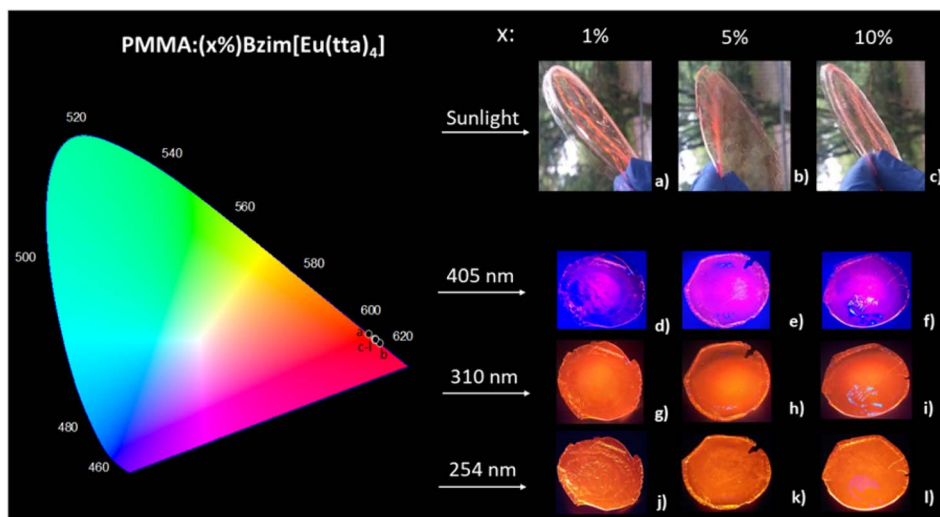 PMMA:(x%)Bzim[Eu(tta)4]
x: 1% 5% 10%
Sunlight
a) b) c)
520
540
560
500
580
600
620
a
c-l
b
480
460
405 nm
d) e) f)
310 nm
g) h) i)
254 nm
j) k) l)